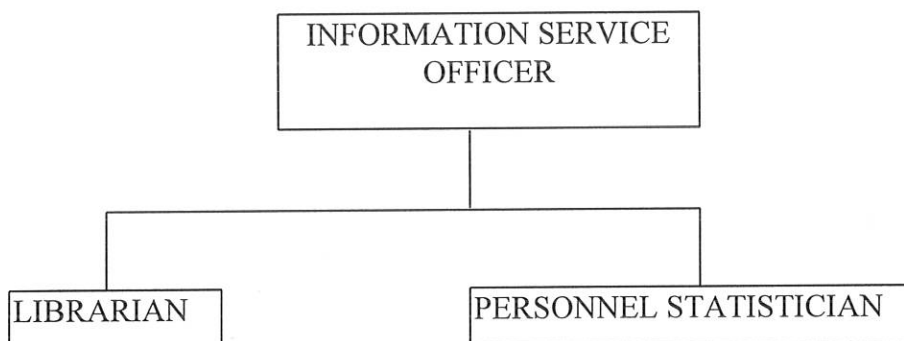 INFORMATION SERVICE
OFFICER
LIBRARIAN
PERSONNEL STATISTICIAN